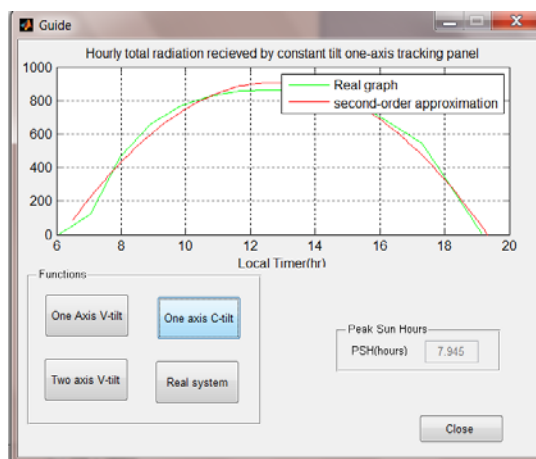 Guide
Hourly total radiation recieved by constant tilt one-axis tracking panel
1000
800
600
400
200
0
Real graph
second-order approximation
6 8 10 12 14 16 18 20
Local Timer(hr)
Functions
One Axis V-tilt
One axis C-tilt
Two axis V-tilt
Real system
Peak Sun Hours
PSH(hours) 7.945
Close